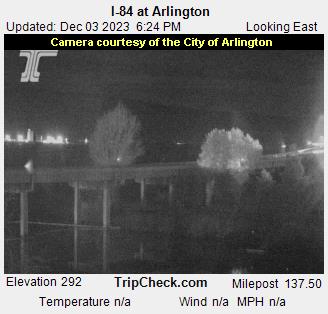 I-84 at Arlington
Updated: Dec 03 2023 6:24 PM Looking East
Camera courtesy of the City of Arlington
Elevation 292 TripCheck.com Milepost 137.50
Temperature n/a Wind n/a MPH n/a